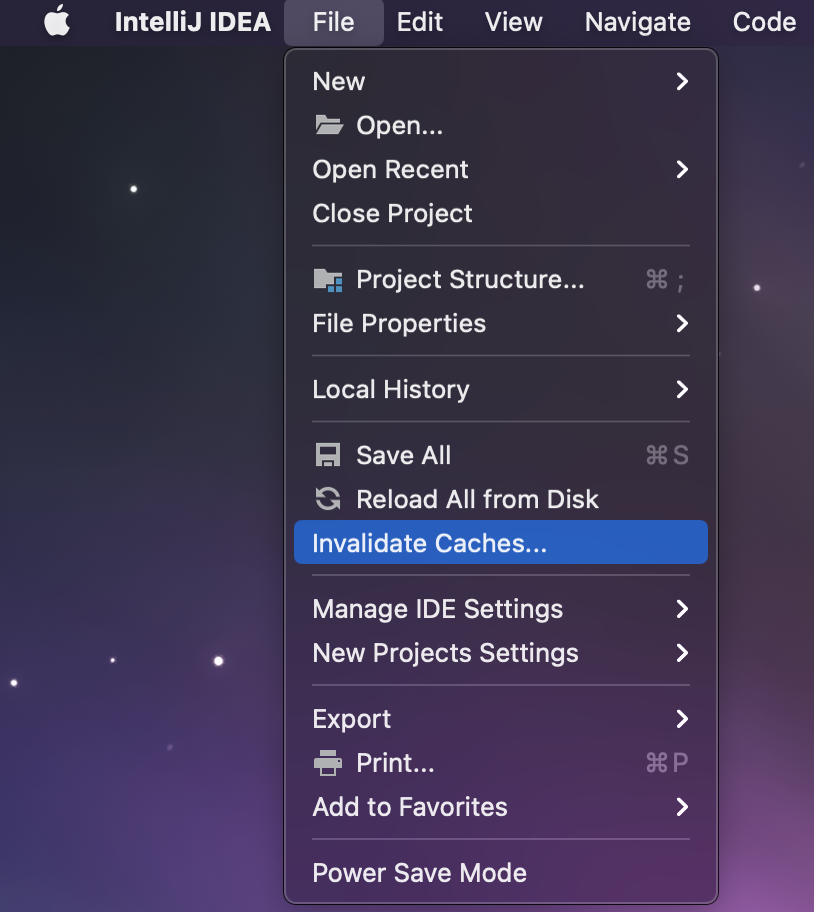 IntelliJ IDEA File Edit View Navigate Code
New
Open...
Open Recent
Close Project
Project Structure... ⌘ ;
File Properties
Local History
Save All ⌘ S
Reload All from Disk
Invalidate Caches...
Manage IDE Settings
New Projects Settings
Export
Print... ⌘ P
Add to Favorites
Power Save Mode